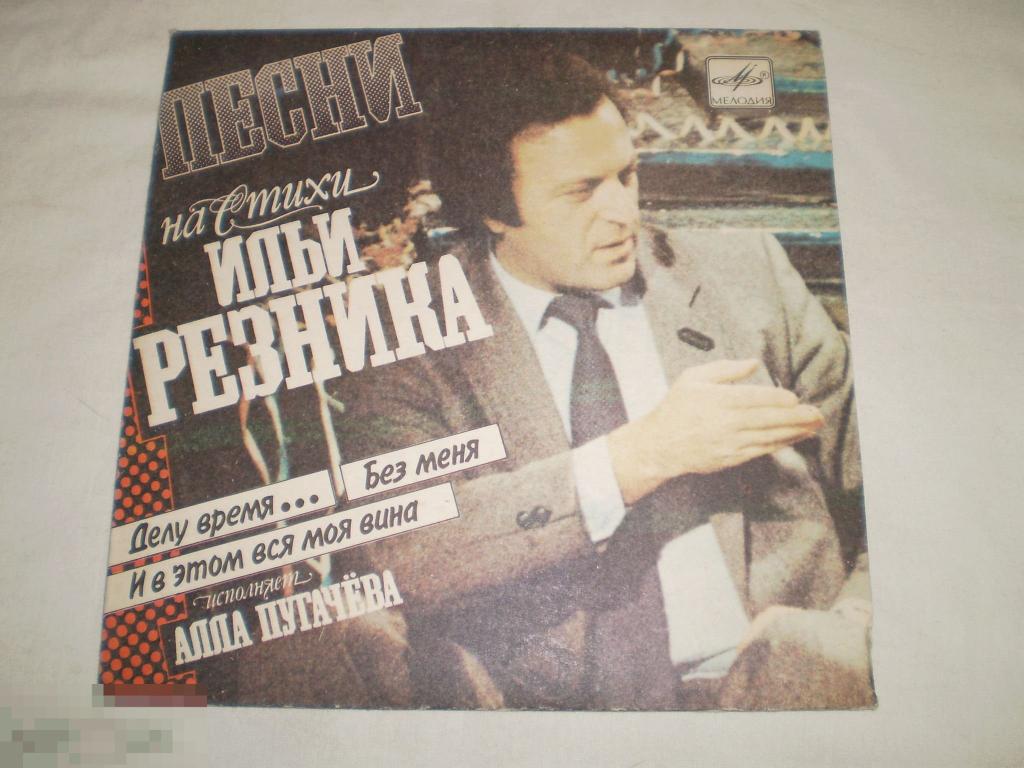 ПЕСНИ
на Стихи
ИЛЬИ
РЕЗНИКА
МЕЛОДИЯ
Делу время...
Без меня
И в этом вся моя вина
исполняет
АЛЛА ПУГАЧЁВА